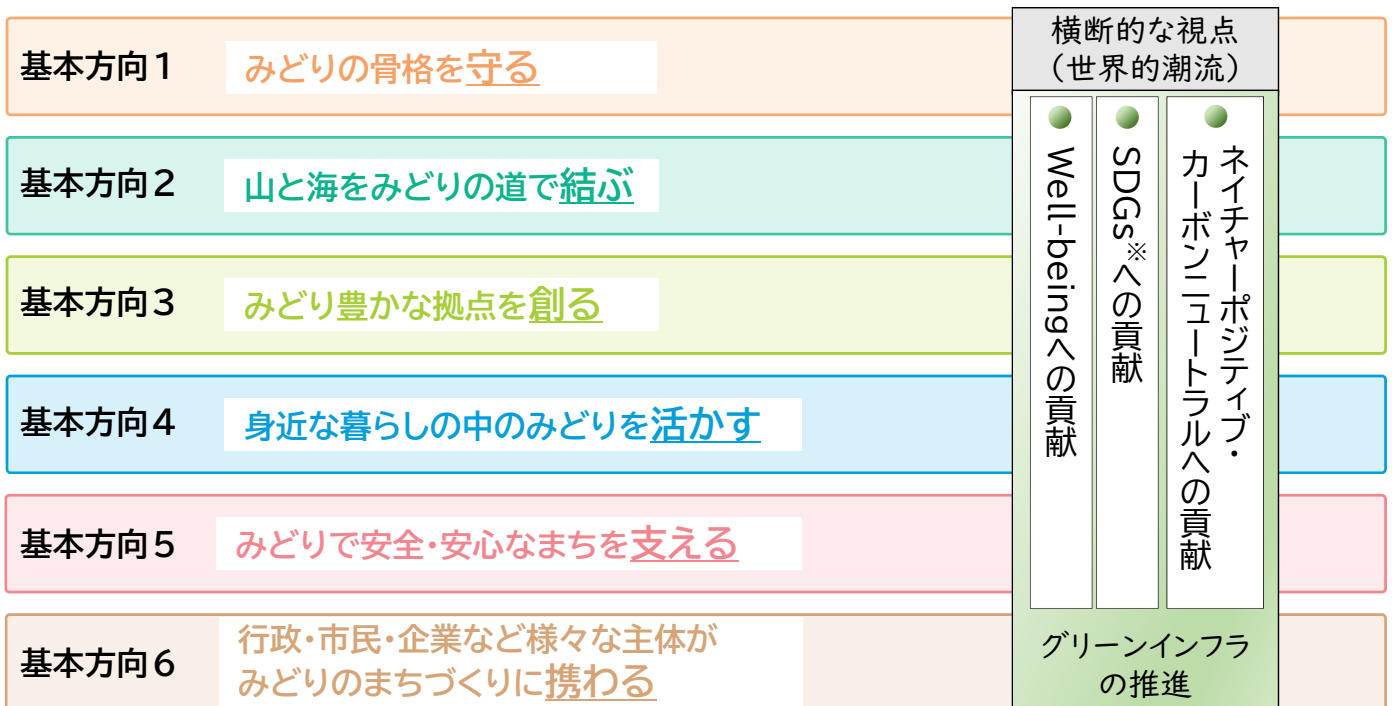 基本方向1
みどりの骨格を守る
基本方向2
山と海をみどりの道で結ぶ
基本方向3
みどり豊かな拠点を創る
基本方向4
身近な暮らしの中のみどりを活かす
基本方向5
みどりで安全・安心なまちを支える
基本方向6
行政・市民・企業など様々な主体が
みどりのまちづくりに携わる
横断的な視点
（世界的潮流）
ネイチャーポジティブ・
カーボンニュートラルへの貢献
SDGs※への貢献
Well-beingへの貢献
グリーンインフラ
の推進